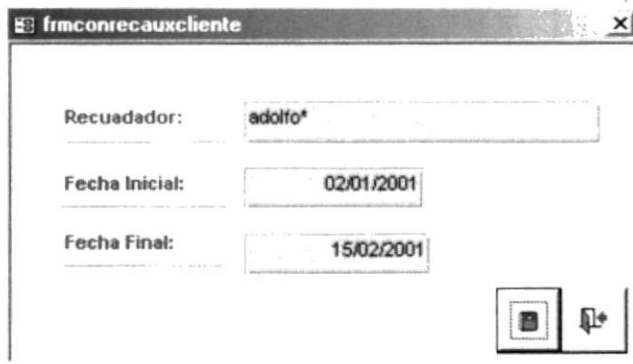 frmconrecauxcliente
Recuadador: adolfo*
Fecha Inicial: 02/01/2001
Fecha Final: 15/02/2001